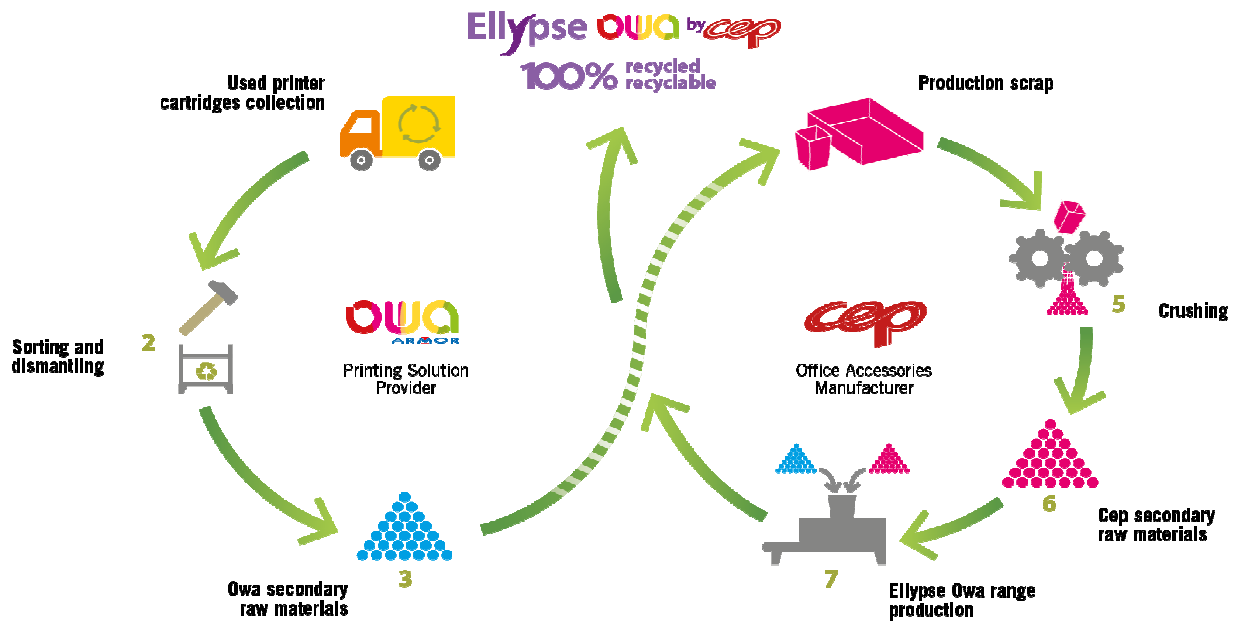 Ellypse owa by cep
100% recycled
recyclable
Used printer
cartridges collection
Production scrap
2
Sorting and
dismantling
owa
ARMOR
Printing Solution
Provider
cep
Office Accessories
Manufacturer
5
Crushing
3
Owa secondary
raw materials
6
Cep secondary
raw materials
7
Ellypse Owa range
production